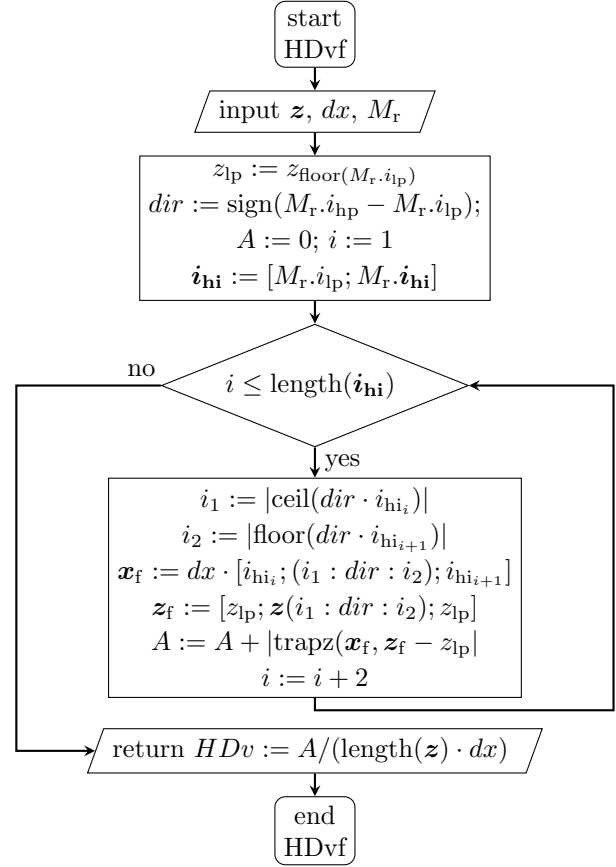 start
HDvf
input z, dx, M_r
z_lp := z_floor(M_r.i_lp)
dir := sign(M_r.i_hp − M_r.i_lp);
A := 0; i := 1
i_hi := [M_r.i_lp; M_r.i_hi]
no
i ≤ length(i_hi)
yes
i_1 := |ceil(dir · i_hi_i)|
i_2 := |floor(dir · i_hi_{i+1})|
x_f := dx · [i_hi_i; (i_1 : dir : i_2); i_hi_{i+1}]
z_f := [z_lp; z(i_1 : dir : i_2); z_lp]
A := A + |trapz(x_f, z_f − z_lp|
i := i + 2
return HDv := A/(length(z) · dx)
end
HDvf